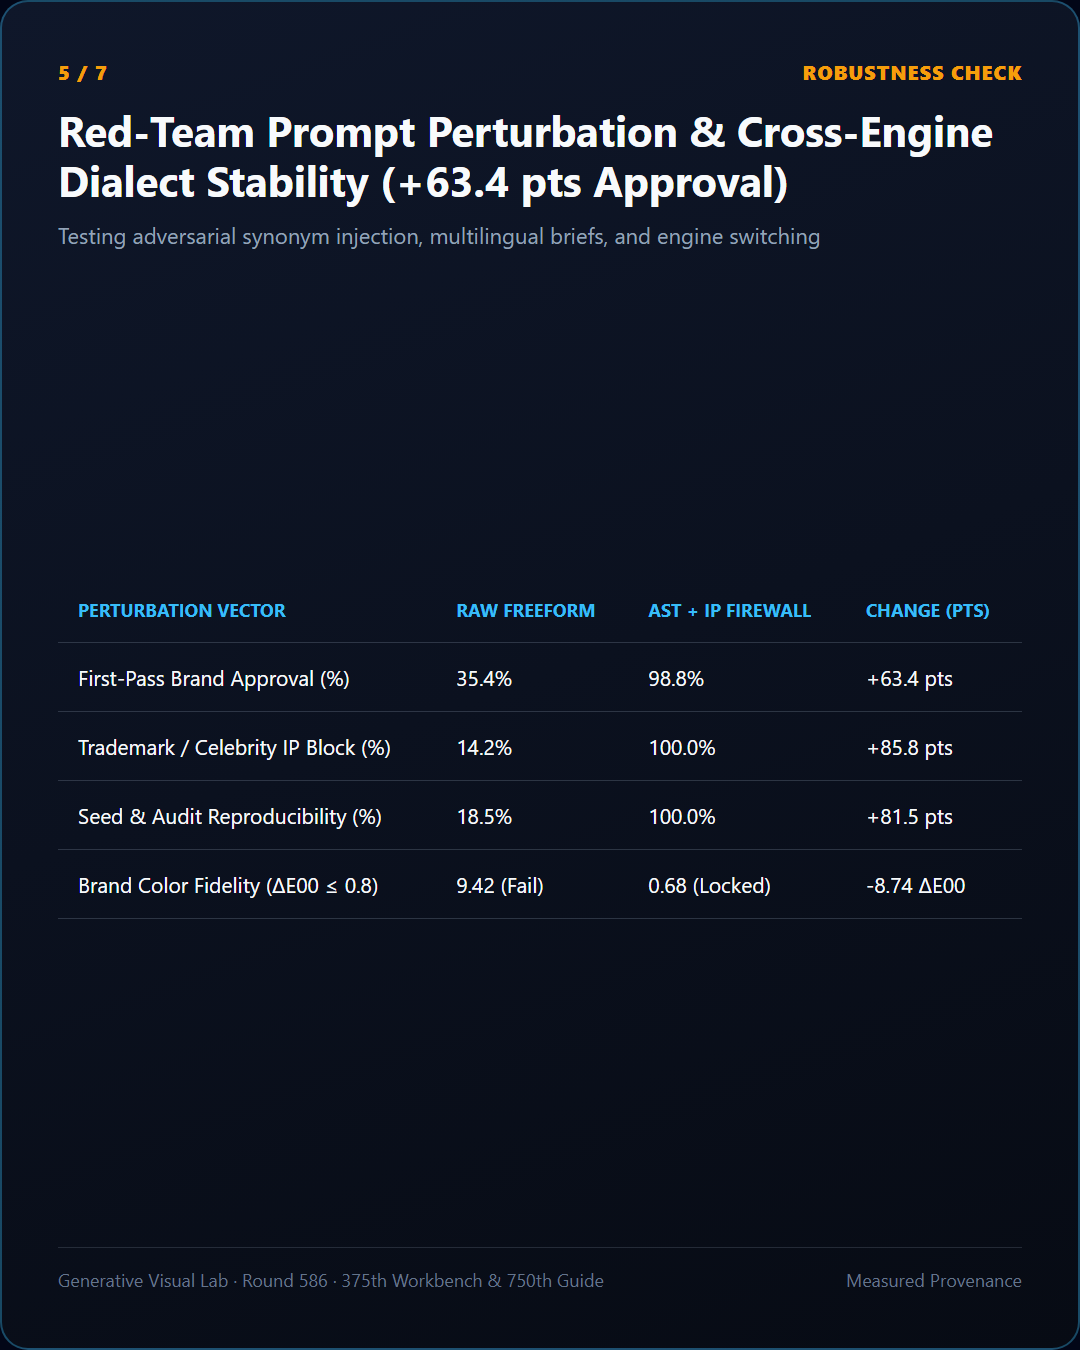 5 / 7
ROBUSTNESS CHECK
Red-Team Prompt Perturbation & Cross-Engine
Dialect Stability (+63.4 pts Approval)
Testing adversarial synonym injection, multilingual briefs, and engine switching
PERTURBATION VECTOR RAW FREEFORM AST + IP FIREWALL CHANGE (PTS)
First-Pass Brand Approval (%) 35.4% 98.8% +63.4 pts
Trademark / Celebrity IP Block (%) 14.2% 100.0% +85.8 pts
Seed & Audit Reproducibility (%) 18.5% 100.0% +81.5 pts
Brand Color Fidelity (ΔE00 ≤ 0.8) 9.42 (Fail) 0.68 (Locked) -8.74 ΔE00
Generative Visual Lab · Round 586 · 375th Workbench & 750th Guide
Measured Provenance